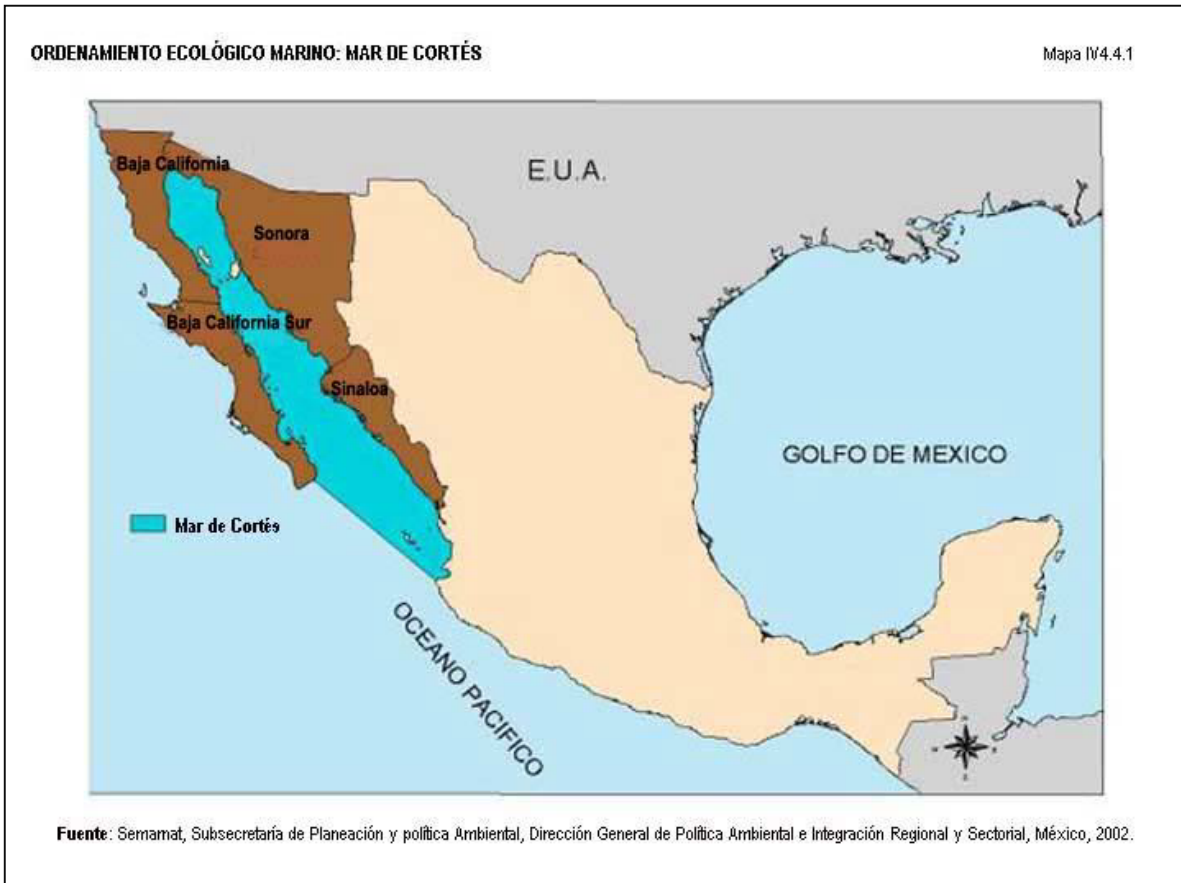 ORDENAMIENTO ECOLÓGICO MARINO: MAR DE CORTÉS
Mapa IV4.4.1
Baja California
E.U.A.
Sonora
Baja California Sur
Sinaloa
GOLFO DE MEXICO
Mar de Cortés
OCEANO PACIFICO
Fuente: Semarnat, Subsecretaría de Planeación y política Ambiental, Dirección General de Política Ambiental e Integración Regional y Sectorial, México, 2002.